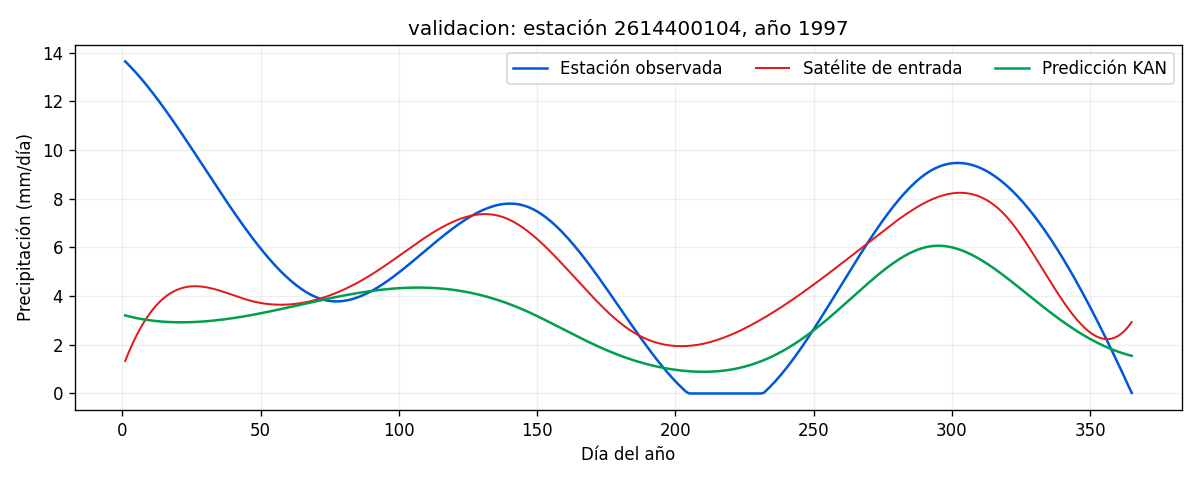 validacion: estación 2614400104, año 1997
Estación observada
Satélite de entrada
Predicción KAN
Precipitación (mm/día)
14
12
10
8
6
4
2
0
0 50 100 150 200 250 300 350
Día del año